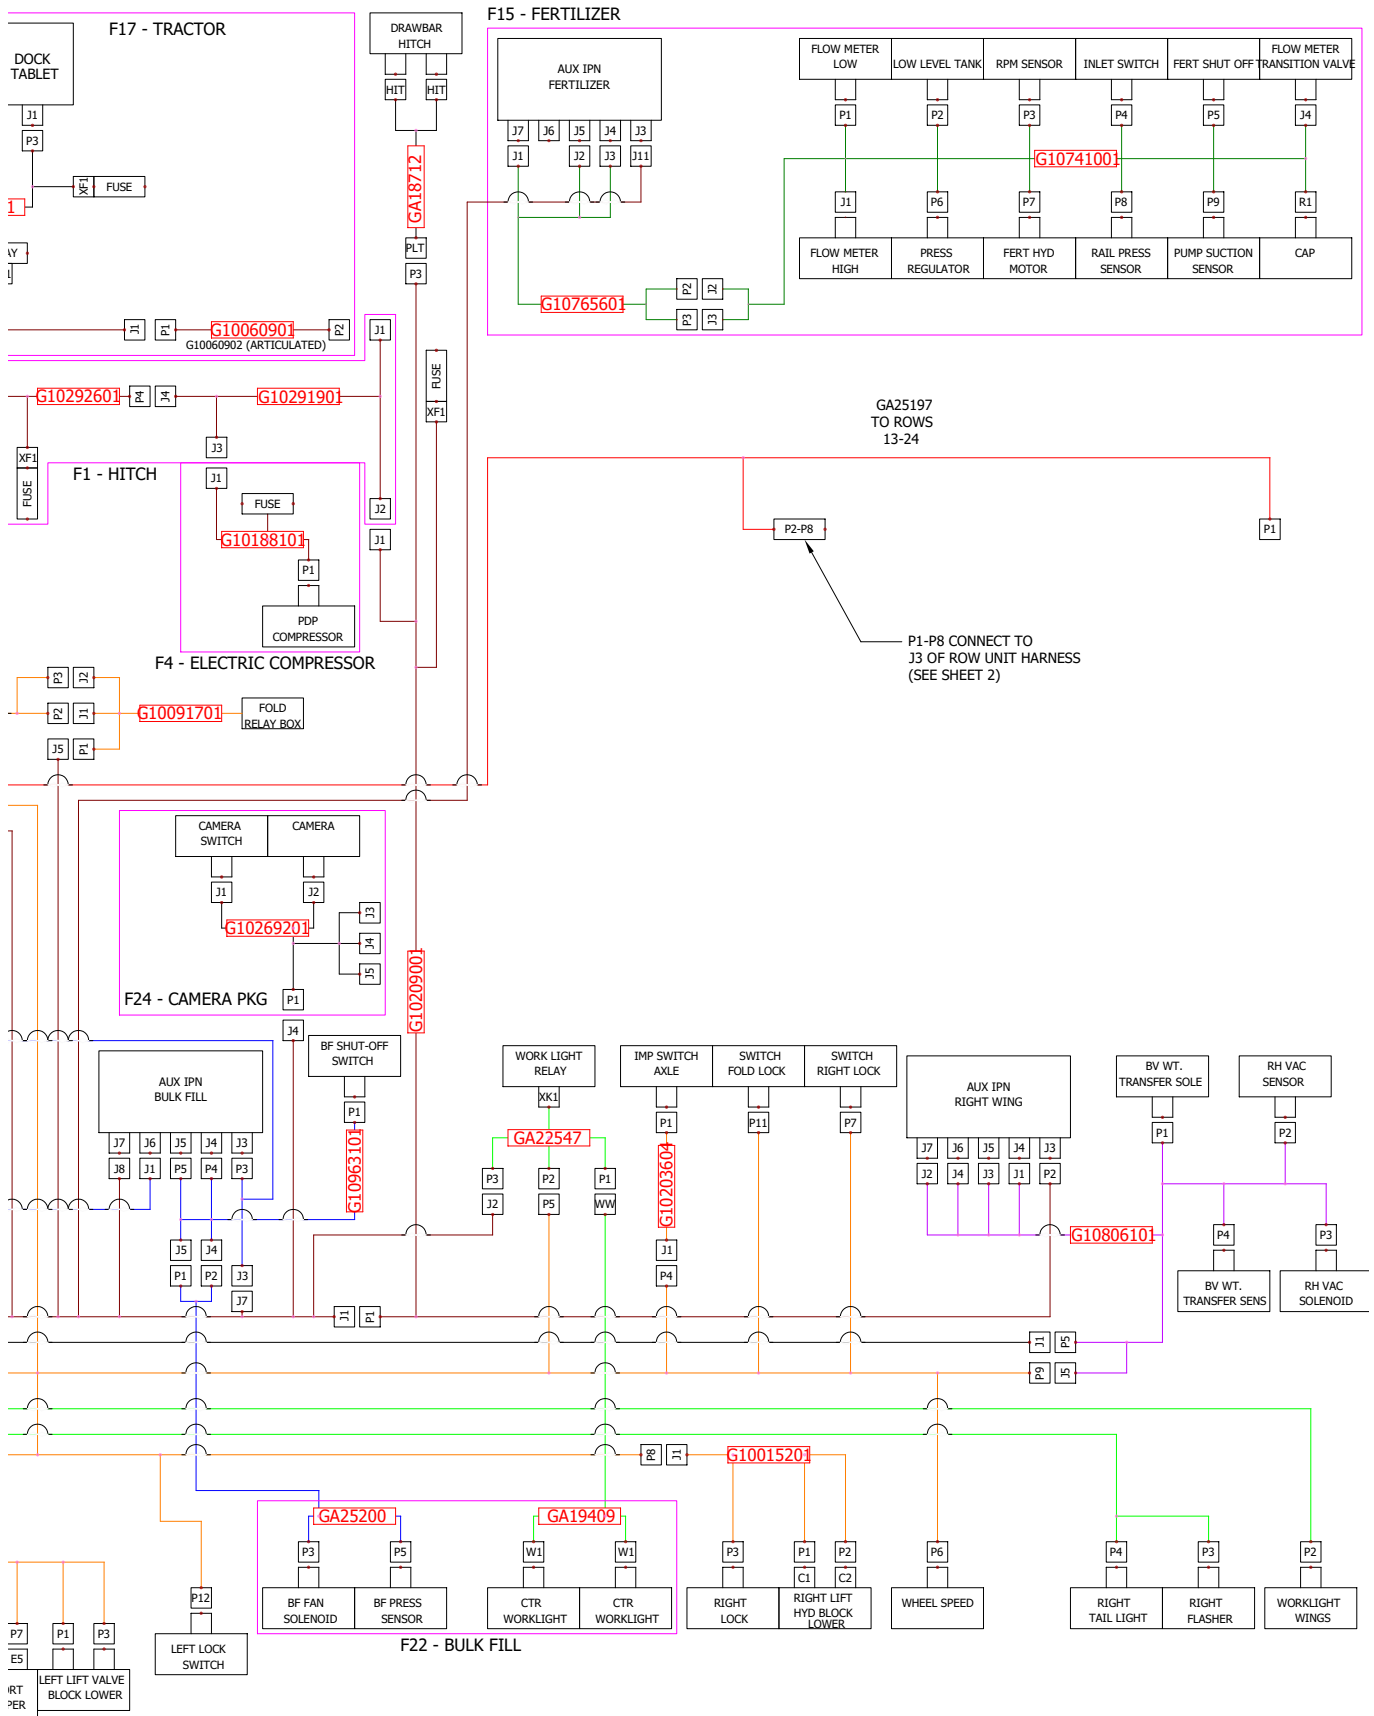 F15 - FERTILIZER
F17 - TRACTOR
DOCK
TABLET
J1
P3
XF1
FUSE
1
AY
DRAWBAR
HITCH
HIT
HIT
GA18712
PLT
P3
AUX IPN
FERTILIZER
J7
J6
J5
J4
J3
J1
J2
J3
J11
FLOW METER
LOW
LOW LEVEL TANK
RPM SENSOR
INLET SWITCH
FERT SHUT OFF
FLOW METER
TRANSITION VALVE
P1
P2
P3
P4
P5
J4
G10741001
J1
P6
P7
P8
P9
R1
FLOW METER
HIGH
PRESS
REGULATOR
FERT HYD
MOTOR
RAIL PRESS
SENSOR
PUMP SUCTION
SENSOR
CAP
G10765601
P2
J2
P3
J3
J1
P1
G10060901
P2
G10060902 (ARTICULATED)
J1
FUSE
XF1
G10292601
P4
J4
G10291901
J3
XF1
FUSE
F1 - HITCH
J1
FUSE
G10188101
P1
PDP
COMPRESSOR
J2
J1
F4 - ELECTRIC COMPRESSOR
GA25197
TO ROWS
13-24
P2-P8
P1
P1-P8 CONNECT TO
J3 OF ROW UNIT HARNESS
(SEE SHEET 2)
P3
J2
P2
J1
G10091701
FOLD
RELAY BOX
J5
P1
CAMERA
SWITCH
CAMERA
J1
J2
G10269201
J3
J4
J5
P1
F24 - CAMERA PKG
G10209001
J4
BF SHUT-OFF
SWITCH
P1
G10963101
AUX IPN
BULK FILL
J7
J6
J5
J4
J3
J8
J1
P5
P4
P3
J5
J4
P1
P2
J3
J7
J1
P1
WORK LIGHT
RELAY
XK1
GA22547
P3
P2
P1
J2
P5
WW
IMP SWITCH
AXLE
SWITCH
FOLD LOCK
SWITCH
RIGHT LOCK
P1
P11
P7
G10203604
J1
P4
AUX IPN
RIGHT WING
J7
J6
J5
J4
J3
J2
J4
J3
J1
P2
G10806101
BV WT.
TRANSFER SOLE
RH VAC
SENSOR
P1
P2
P4
P3
BV WT.
TRANSFER SENS
RH VAC
SOLENOID
J1
P5
P9
J5
P8
J1
G10015201
GA25200
GA19409
P3
P5
W1
W1
BF FAN
SOLENOID
BF PRESS
SENSOR
CTR
WORKLIGHT
CTR
WORKLIGHT
F22 - BULK FILL
P3
P1
P2
C1
C2
RIGHT
LOCK
RIGHT LIFT
HYD BLOCK
LOWER
P6
WHEEL SPEED
P4
P3
P2
RIGHT
TAIL LIGHT
RIGHT
FLASHER
WORKLIGHT
WINGS
P12
LEFT LOCK
SWITCH
P7
P1
P3
E5
LEFT LIFT VALVE
BLOCK LOWER
RT
PER